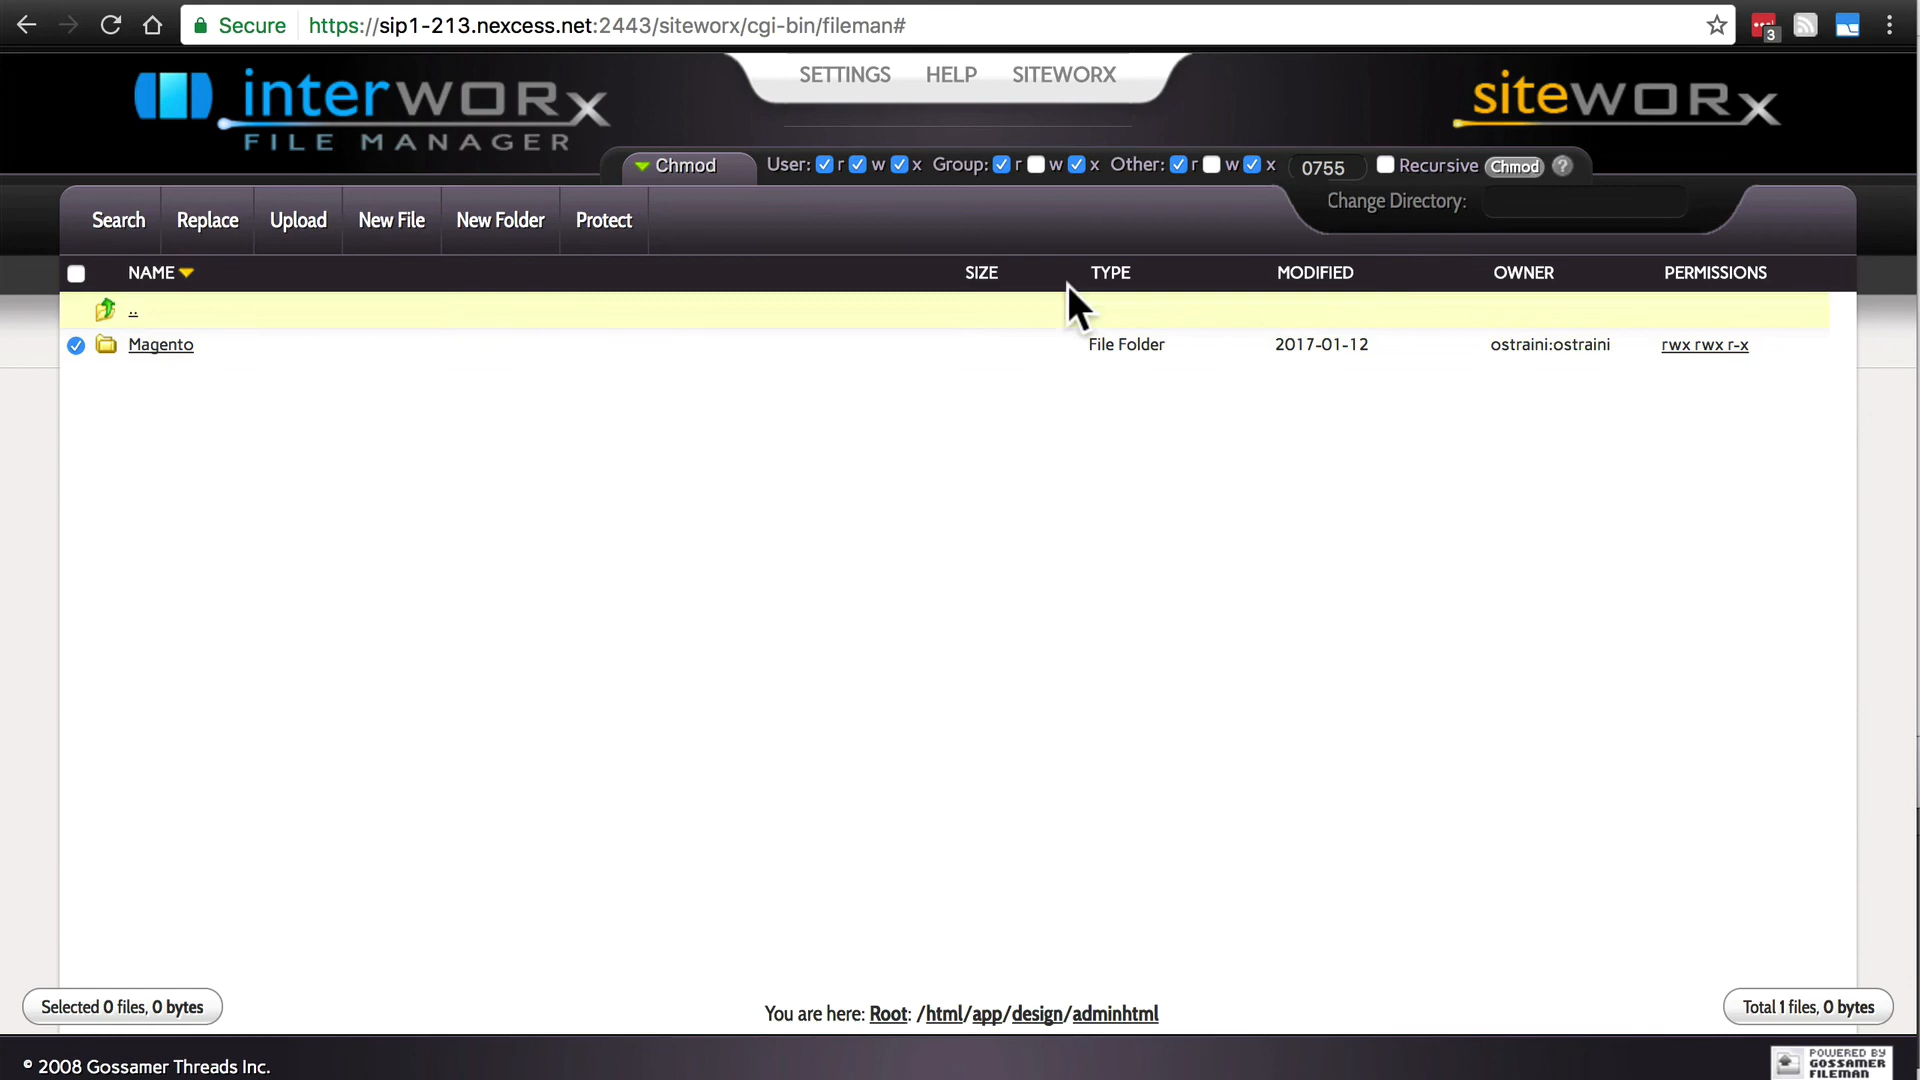 Secure https://sip1-213.nexcess.net:2443/siteworx/cgi-bin/fileman#
3
SETTINGS HELP SITEWORX
interworx
FILE MANAGER
siteworx
Chmod User: r w x Group: r w x Other: r w x 0755 Recursive Chmod ?
Change Directory:
Search Replace Upload New File New Folder Protect
NAME SIZE TYPE MODIFIED OWNER PERMISSIONS
..
Magento File Folder 2017-01-12 ostraini:ostraini rwx rwx r-x
Selected 0 files, 0 bytes
You are here: Root: /html/app/design/adminhtml
Total 1 files, 0 bytes
© 2008 Gossamer Threads Inc.
POWERED BY
GOSSAMER
FILEMAN